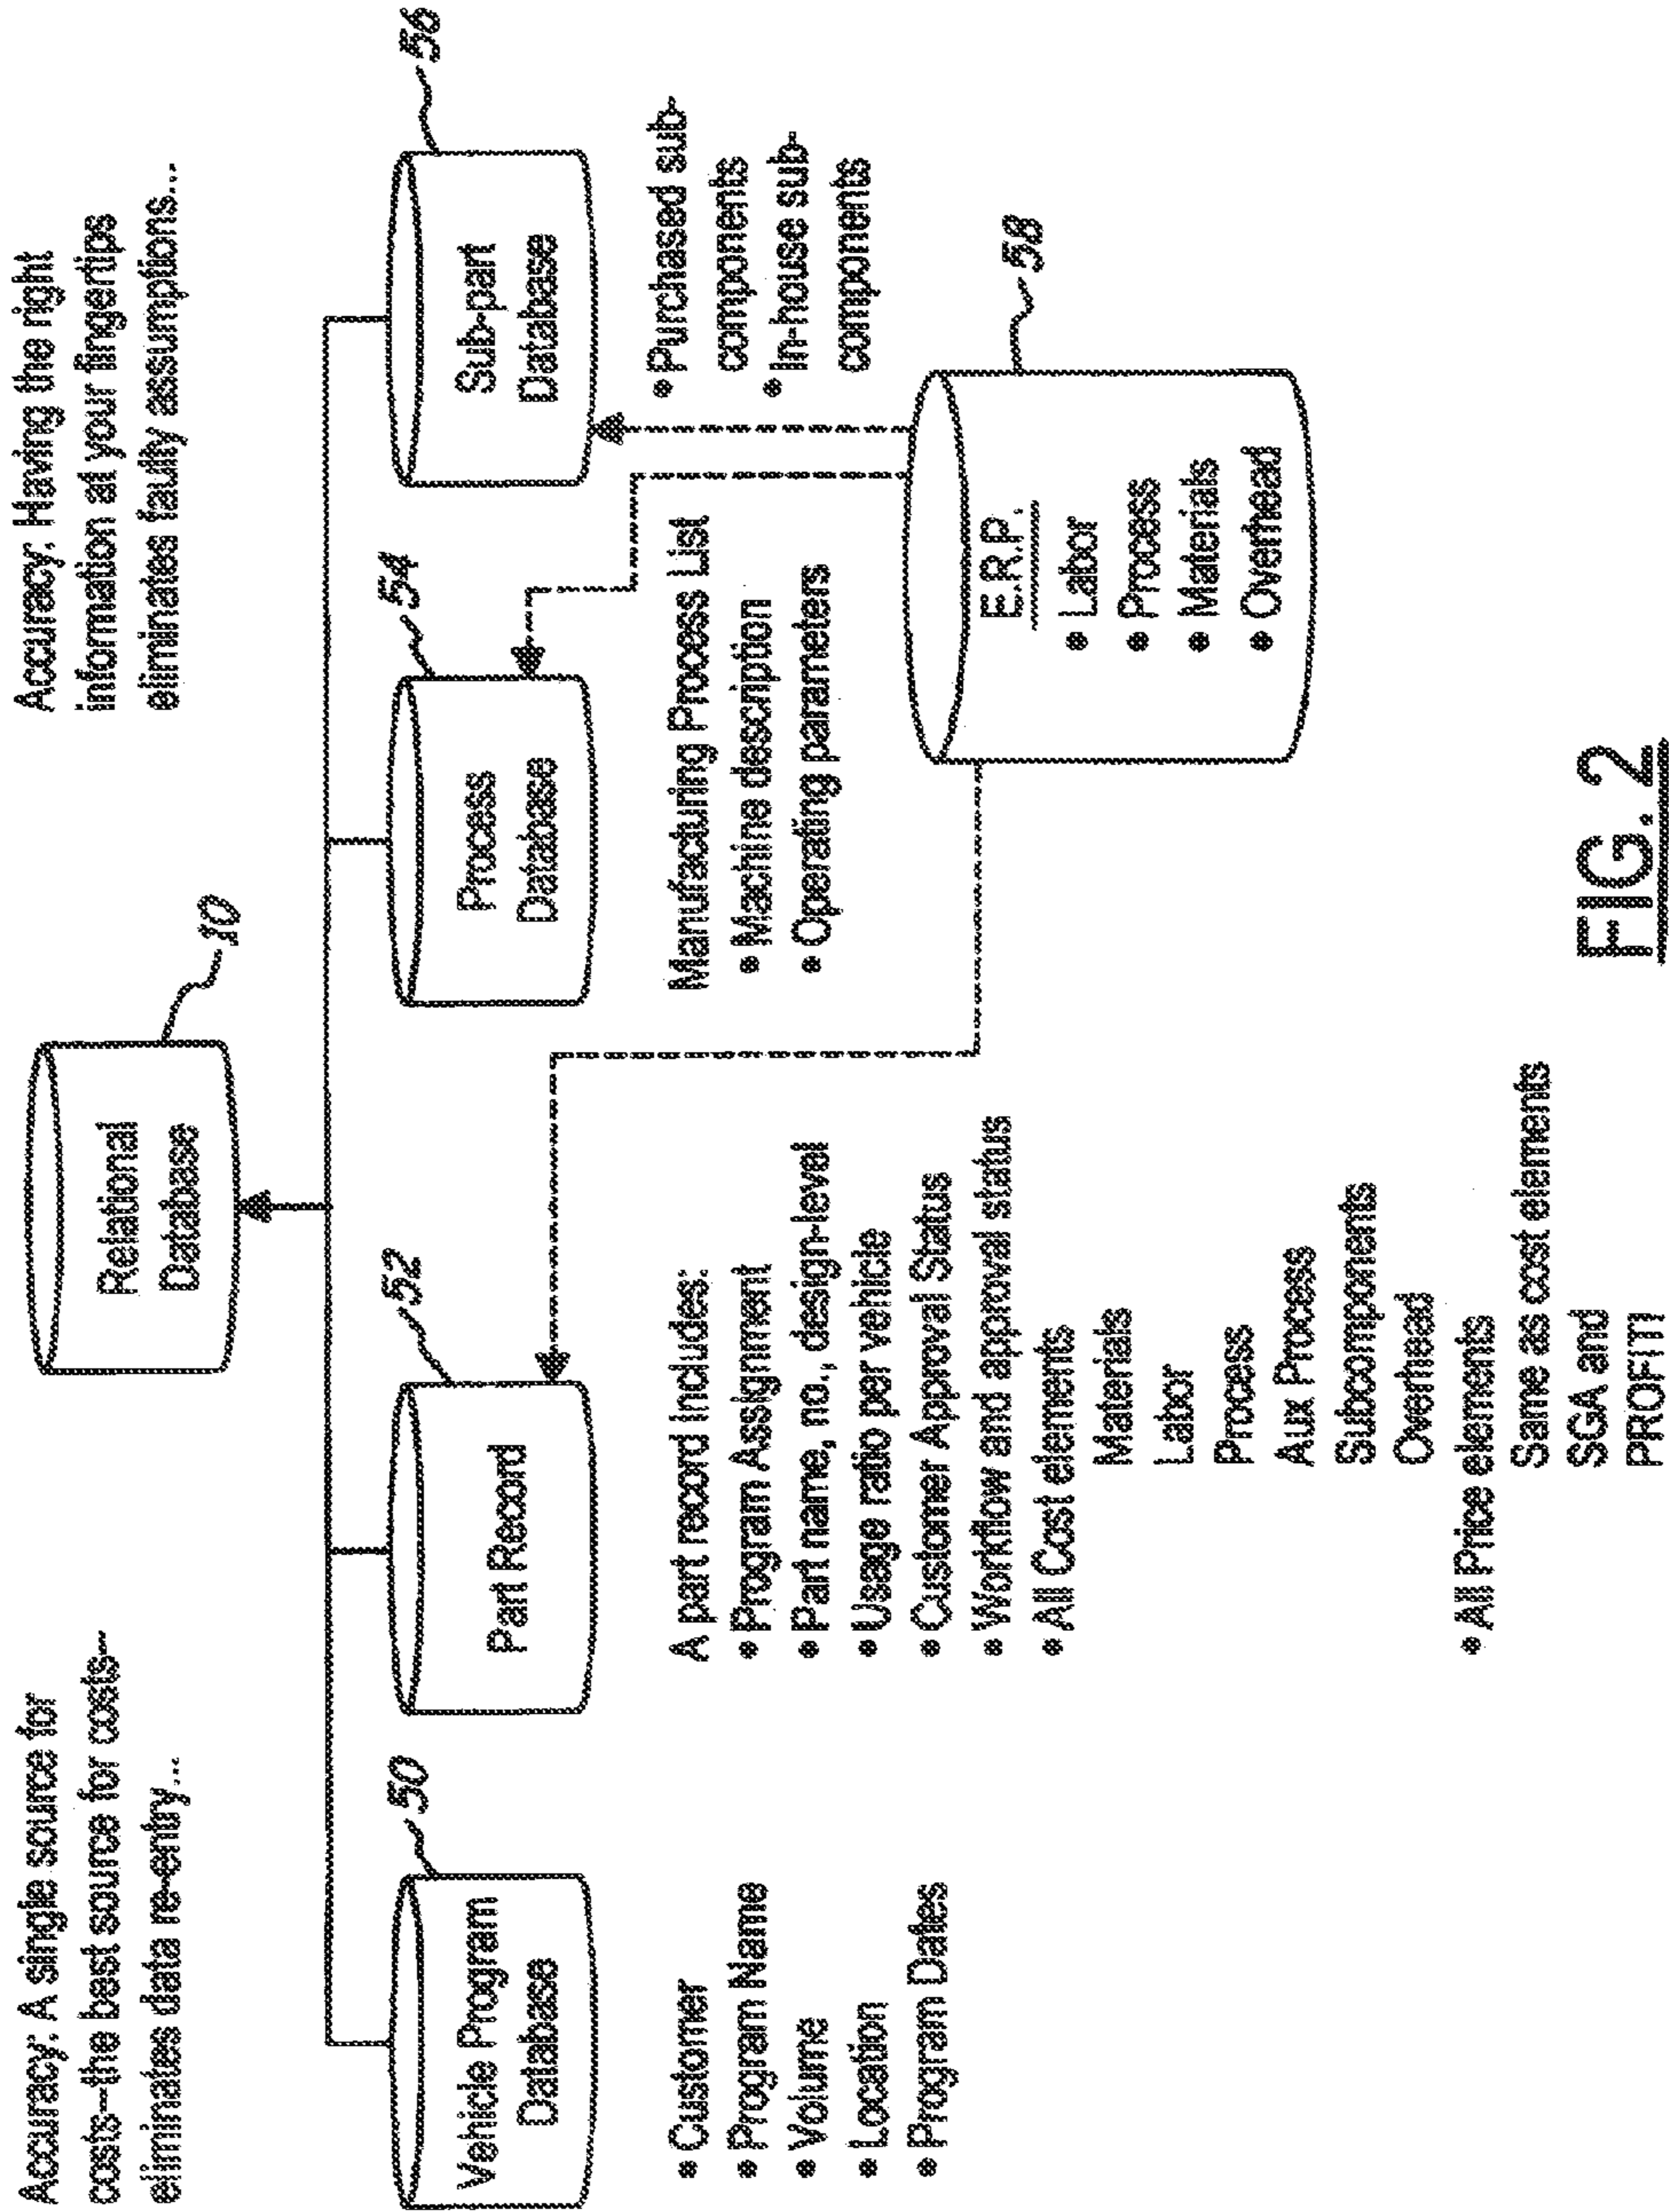 Accuracy: A single source for
costs--the best source for costs--
eliminates data re-entry...
Accuracy: Having the right
information at your fingertips
eliminates faulty assumptions...
Relational
Database
10
Vehicle Program
Database
50
• Customer
• Program Name
• Volume
• Location
• Program Dates
Part Record
52
A part record includes:
• Program Assignment
• Part name, no., design-level
• Usage ratio per vehicle
• Customer Approval Status
• Workflow and approval status
• All Cost elements
Materials
Labor
Process
Aux Process
Subcomponents
Overhead
• All Price elements
Same as cost elements
SGA and
PROFIT!
Process
Database
54
Manufacturing Process List
• Machine description
• Operating parameters
Sub-part
Database
56
• Purchased sub-
components
• In-house sub-
components
E.R.P.
• Labor
• Process
• Materials
• Overhead
58
FIG. 2